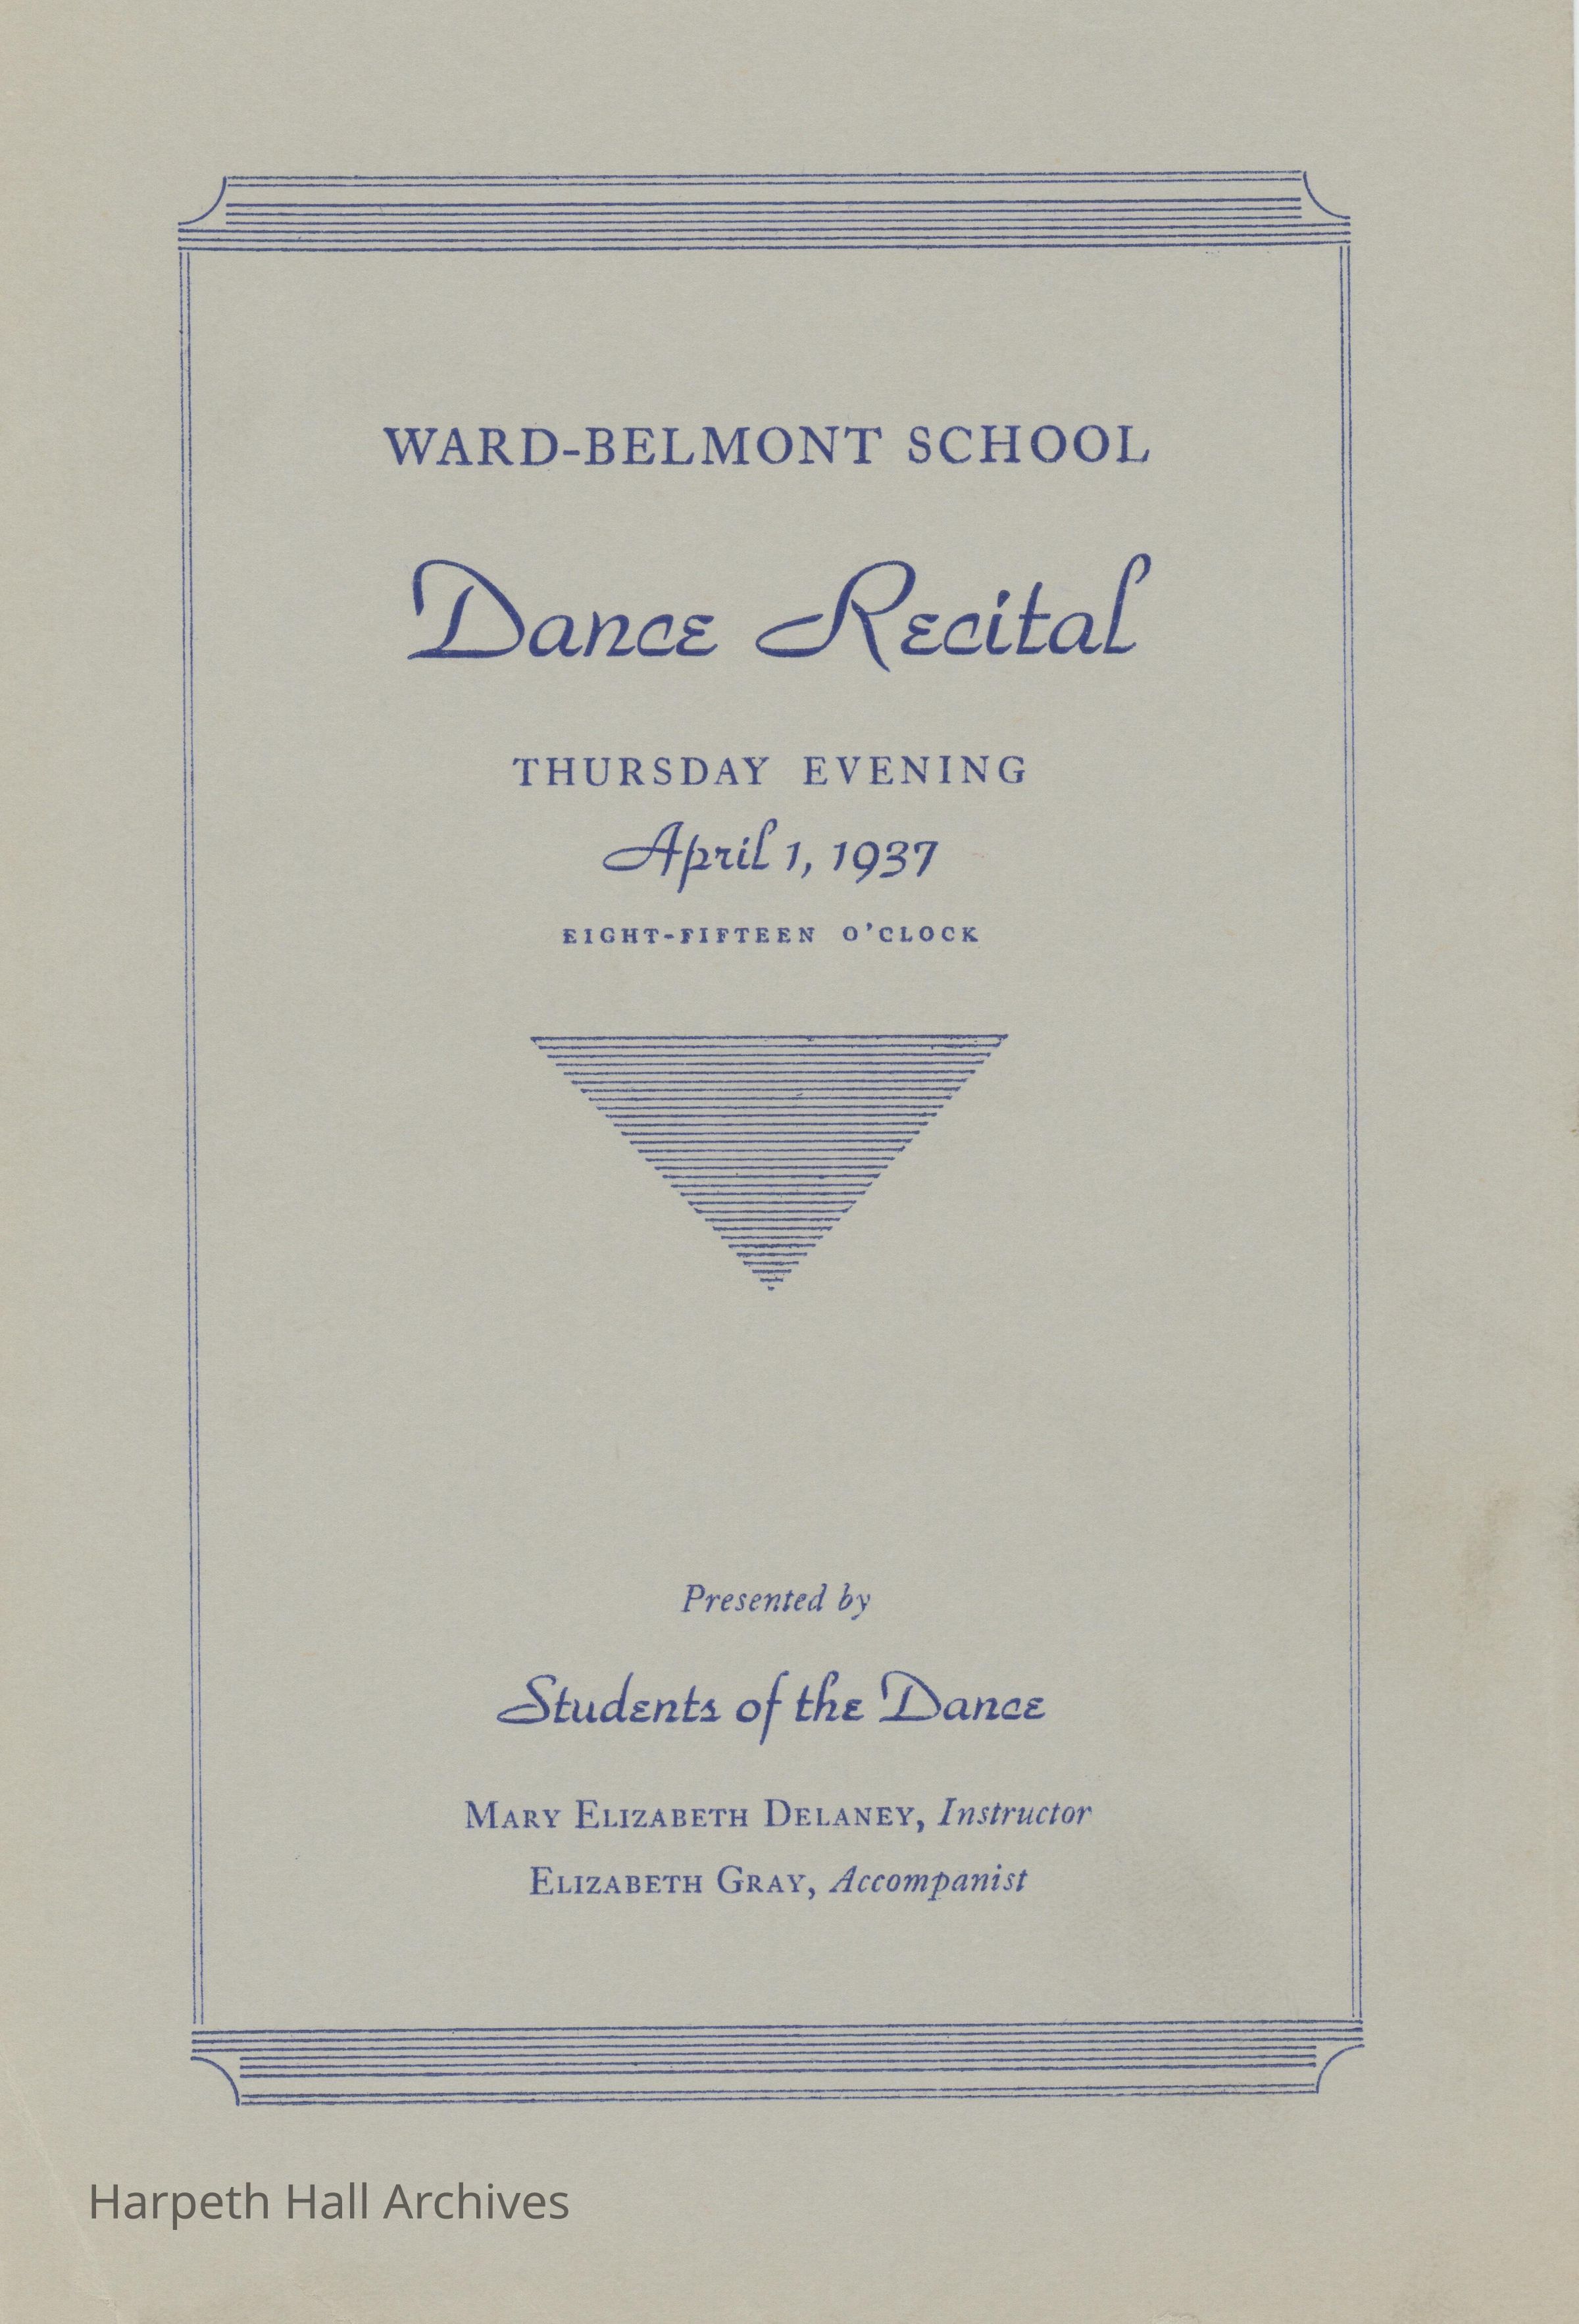 WARD-BELMONT SCHOOL
Dance Recital
THURSDAY EVENING
April 1, 1937
EIGHT-FIFTEEN O'CLOCK
Presented by
Students of the Dance
MARY ELIZABETH DELANEY, Instructor
ELIZABETH GRAY, Accompanist
Harpeth Hall Archives